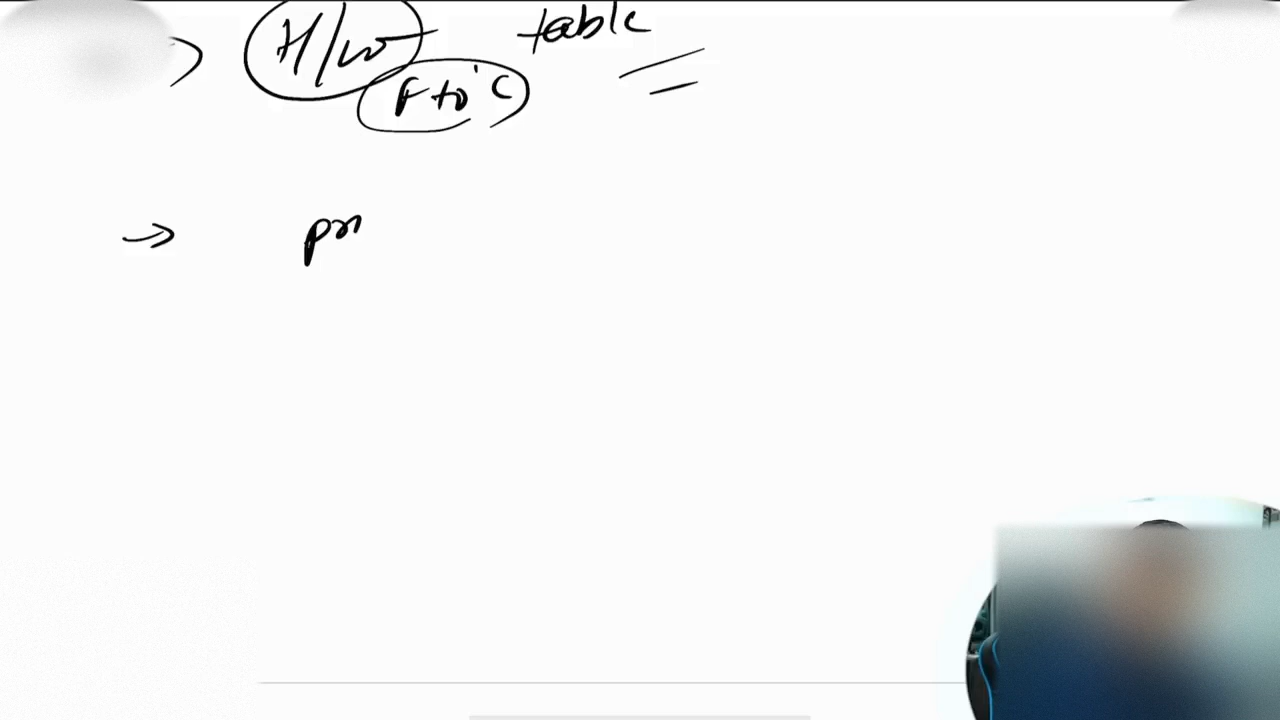 → H/w table
F to C
→ pr